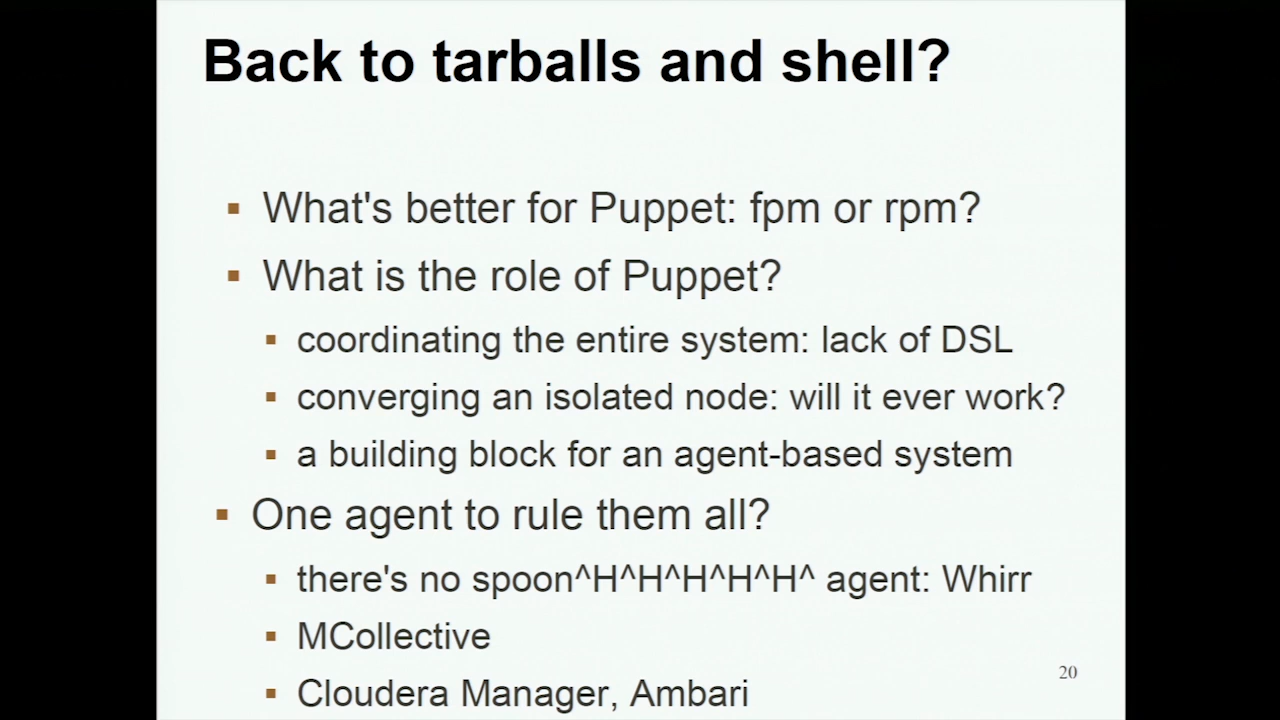 Back to tarballs and shell?
What's better for Puppet: fpm or rpm?
What is the role of Puppet?
coordinating the entire system: lack of DSL
converging an isolated node: will it ever work?
a building block for an agent-based system
One agent to rule them all?
there's no spoon^H^H^H^H^H^ agent: Whirr
MCollective
Cloudera Manager, Ambari
20